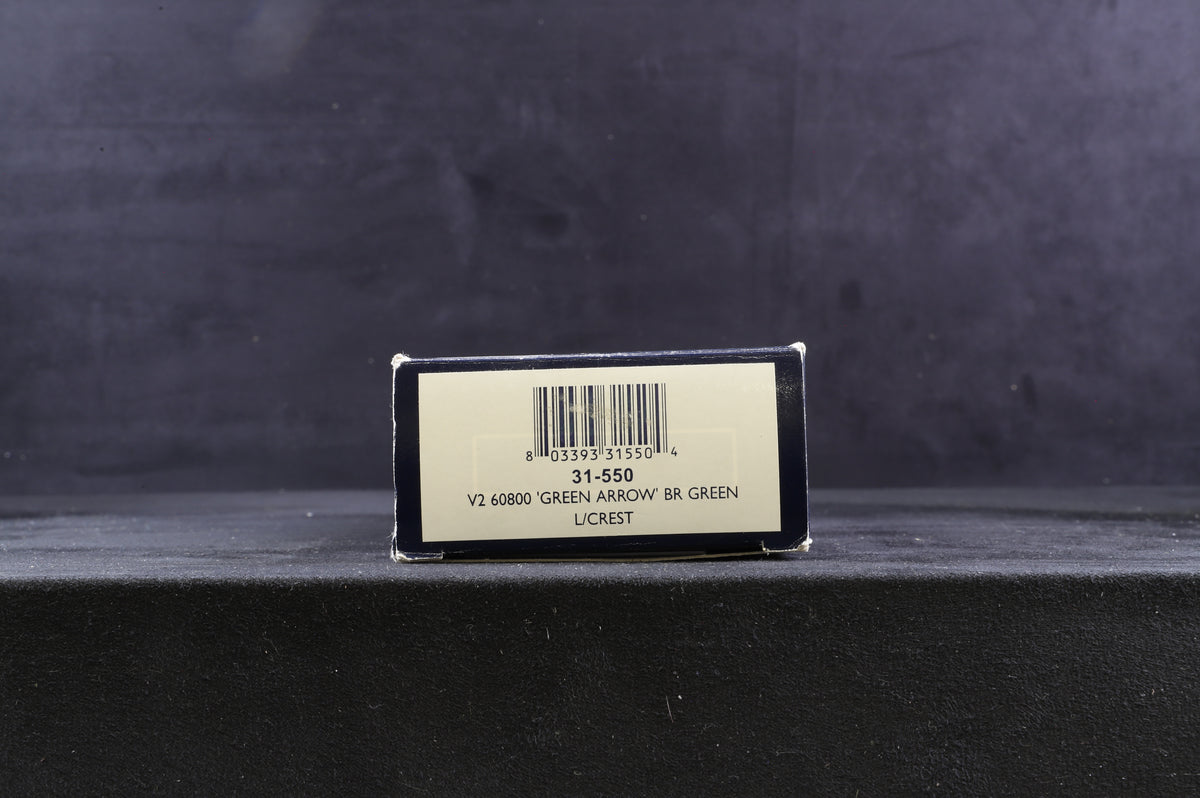 8 03393 31550 4
31-550
V2 60800 'GREEN ARROW' BR GREEN
L/CREST